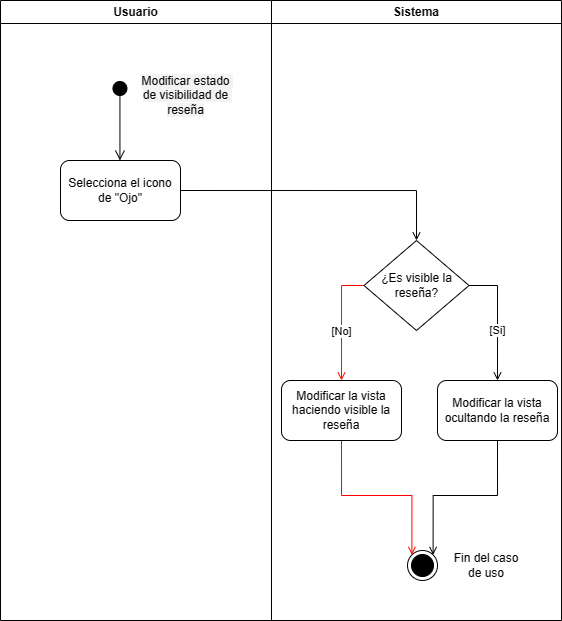 Usuario
Sistema
Modificar estado
de visibilidad de
reseña
Selecciona el icono
de "Ojo"
¿Es visible la
reseña?
[No]
[Si]
Modificar la vista
haciendo visible la
reseña
Modificar la vista
ocultando la reseña
Fin del caso
de uso